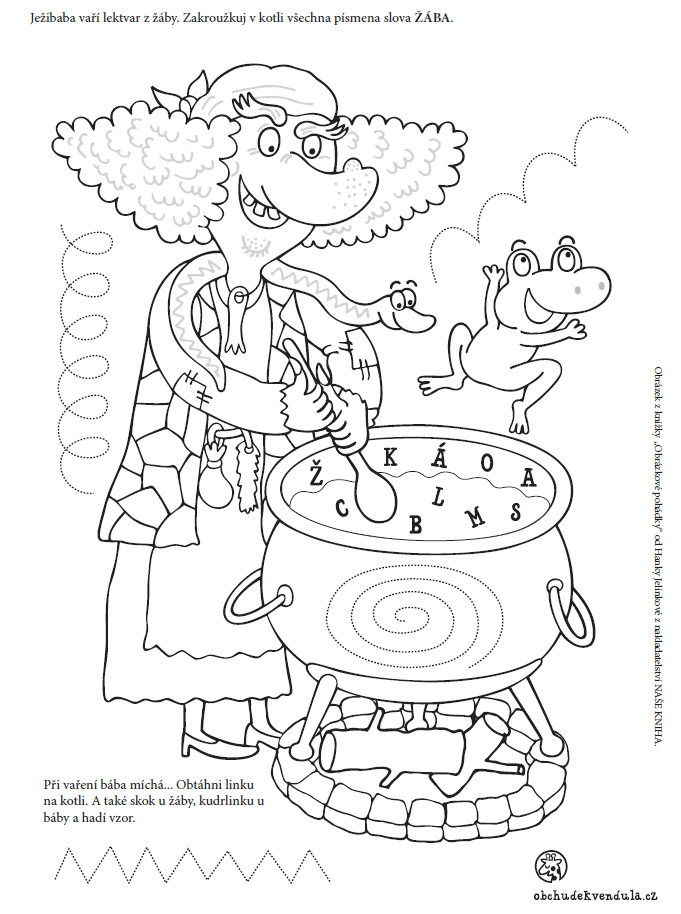 Ježibaba vaří lektvar z žáby. Zakroužkuj v kotli všechna písmena slova ŽÁBA.
Ž K Á O A
C B L M S
Obrázek z knížky „Obrázkové pohádky“ od Hanky Jelínkové z nakladatelství NAŠE KNIHA.
Při vaření bába míchá... Obtáhni linku
na kotli. A také skok u žáby, kudrlinku u
báby a hadí vzor.
obchudekvendula.cz